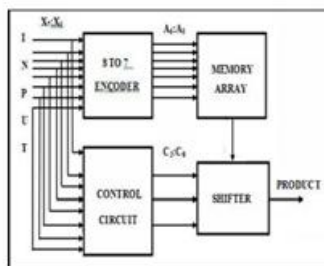 X7:X0
A6:A0
I
N
P
U
T
8 TO 7
ENCODER
MEMORY
ARRAY
C3:C0
CONTROL
CIRCUIT
SHIFTER
PRODUCT